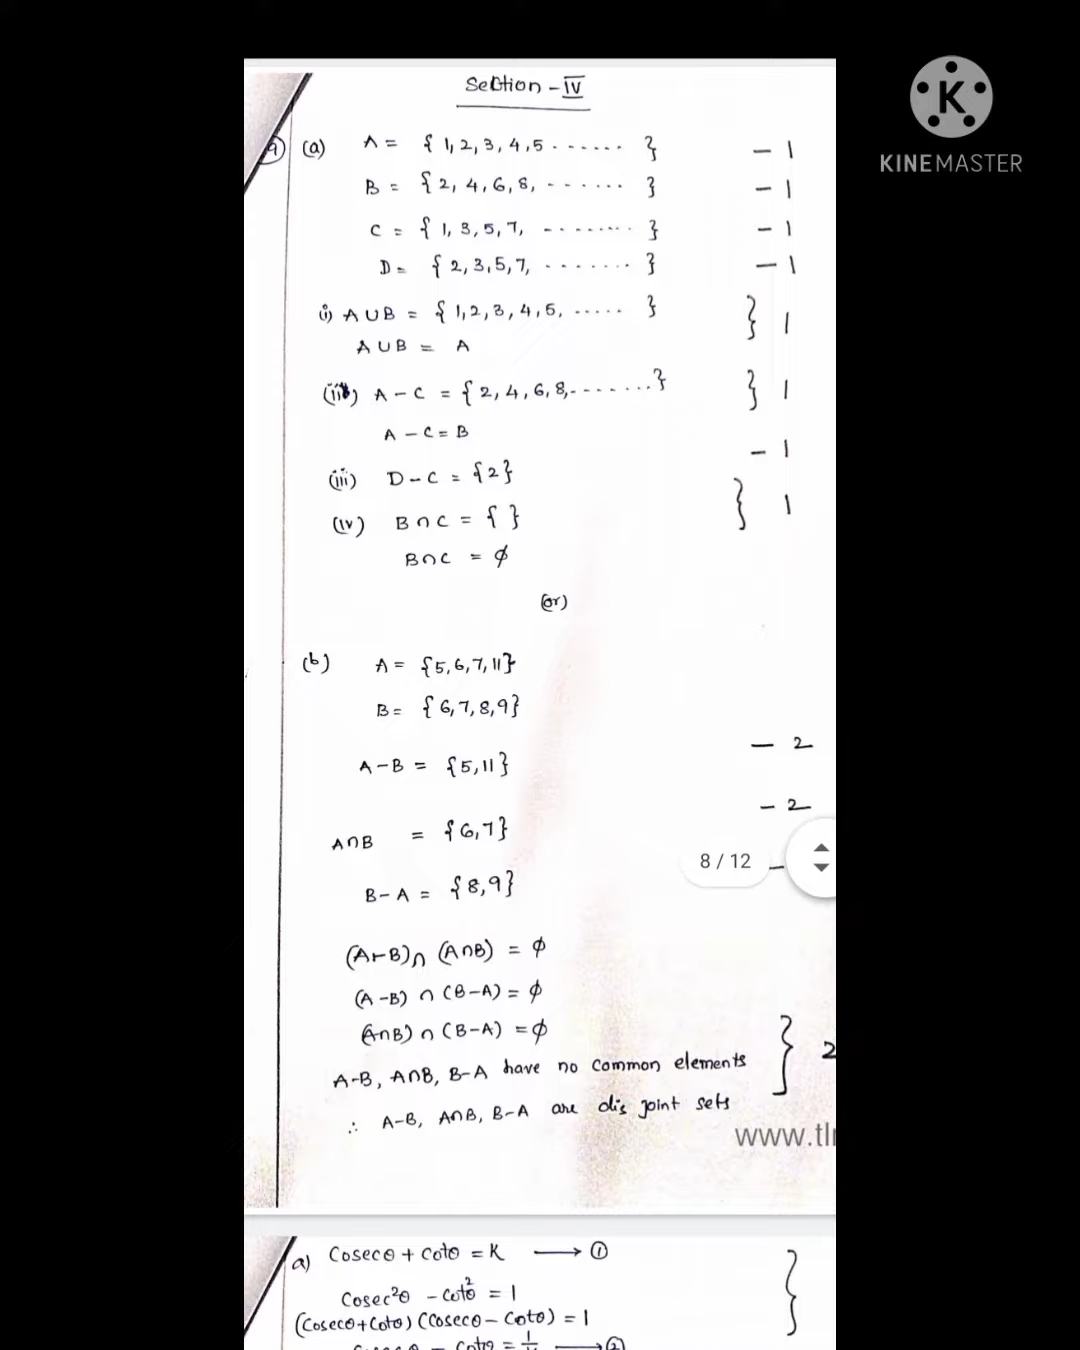 Section - IV
K
KINEMASTER
(a) A = { 1, 2, 3, 4, 5 ....... } - 1
B = { 2, 4, 6, 8, ....... } - 1
C = { 1, 3, 5, 7, ........ } - 1
D = { 2, 3, 5, 7, ....... } - 1
(i) A ∪ B = { 1, 2, 3, 4, 5, ..... } } 1
A ∪ B = A
(ii) A - C = { 2, 4, 6, 8, ....... } } 1
A - C = B
- 1
(iii) D - C = {2}
(iv) B ∩ C = { } } 1
B ∩ C = ϕ
(or)
(b) A = {5, 6, 7, 11}
B = {6, 7, 8, 9}
- 2
A - B = {5, 11}
- 2
A ∩ B = {6, 7}
8 / 12 -
B - A = {8, 9}
(A - B) ∩ (A ∩ B) = ϕ
(A - B) ∩ (B - A) = ϕ
(A ∩ B) ∩ (B - A) = ϕ
A-B, A∩B, B-A have no common elements } 2
∴ A-B, A∩B, B-A are dis joint sets
www.tl
a) Cosecθ + Cotθ = K → ①
Cosec²θ - Cot²θ = 1
(Cosecθ + Cotθ) (Cosecθ - Cotθ) = 1